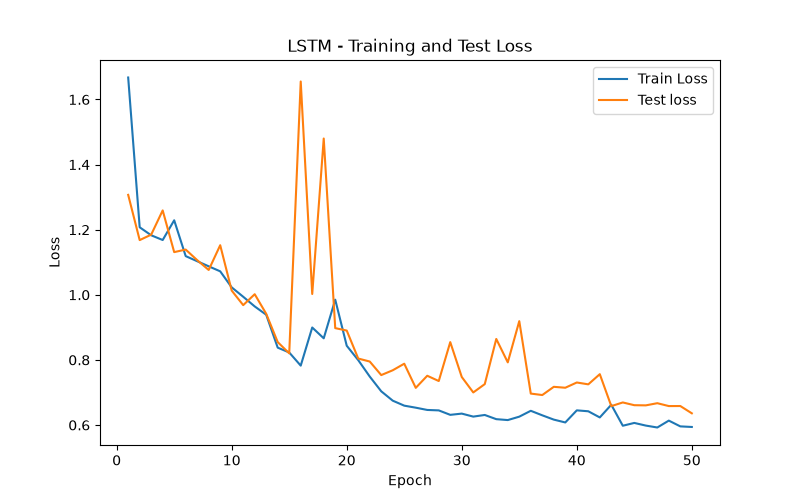 LSTM - Training and Test Loss
Train Loss
Test loss
Loss
1.6
1.4
1.2
1.0
0.8
0.6
0 10 20 30 40 50
Epoch